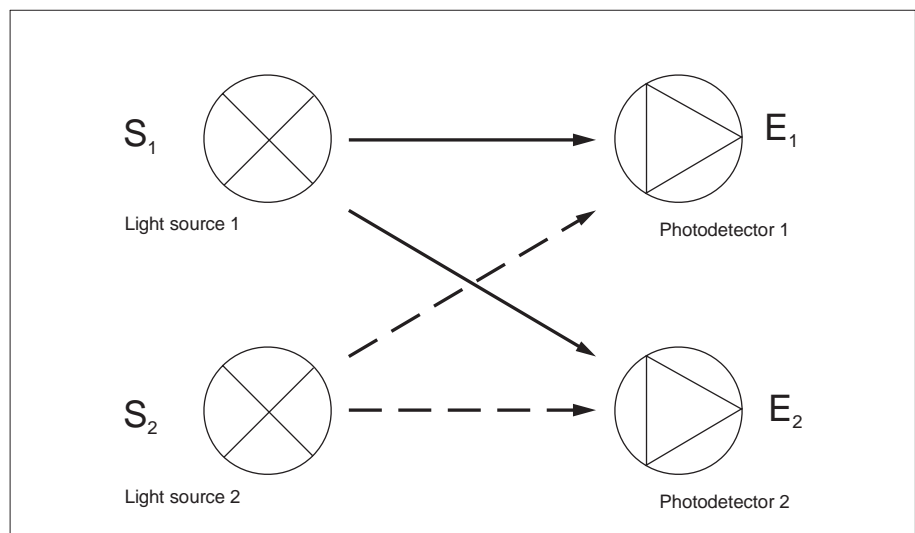 S₁
E₁
Light source 1
Photodetector 1
S₂
E₂
Light source 2
Photodetector 2